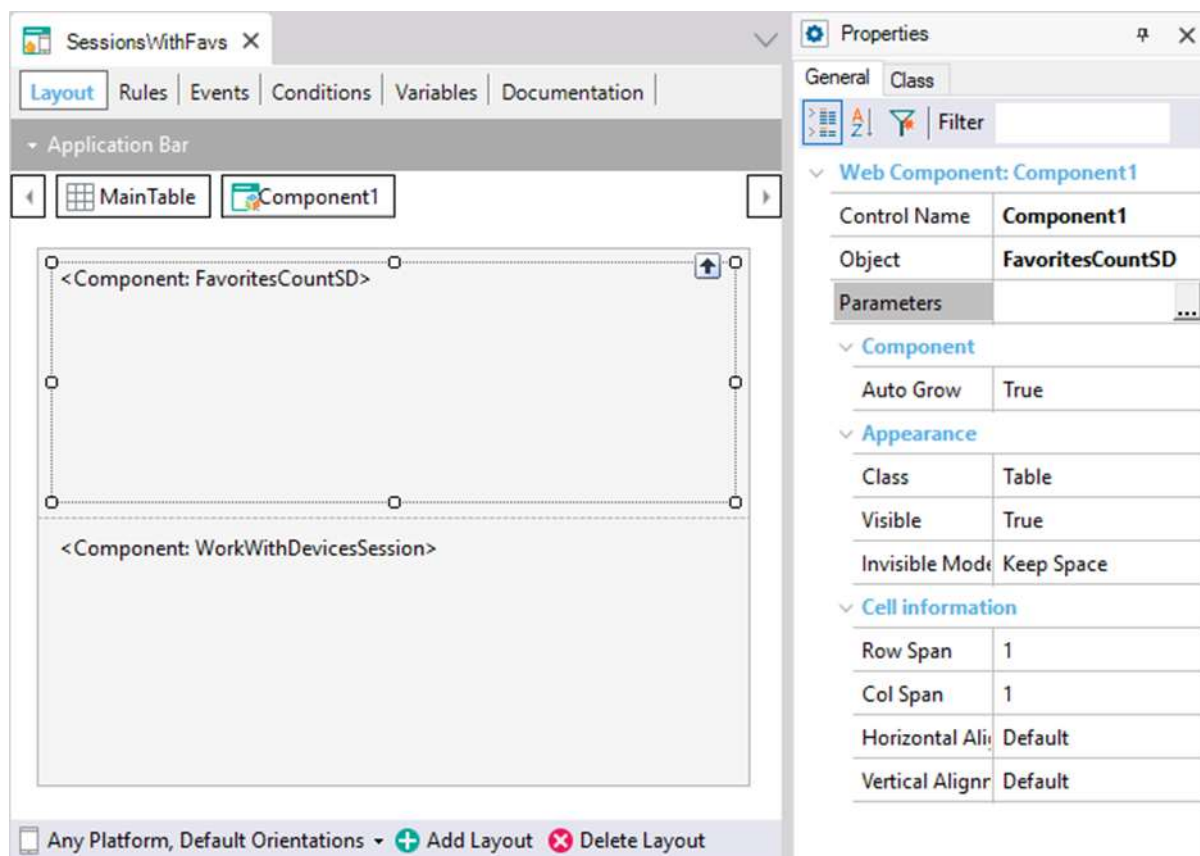 SessionsWithFavs
Layout Rules Events Conditions Variables Documentation
Application Bar
MainTable Component1
<Component: FavoritesCountSD>
<Component: WorkWithDevicesSession>
Any Platform, Default Orientations Add Layout Delete Layout
Properties
General Class
Filter
Web Component: Component1
Control Name Component1
Object FavoritesCountSD
Parameters ...
Component
Auto Grow True
Appearance
Class Table
Visible True
Invisible Mode Keep Space
Cell information
Row Span 1
Col Span 1
Horizontal Ali Default
Vertical Alignr Default